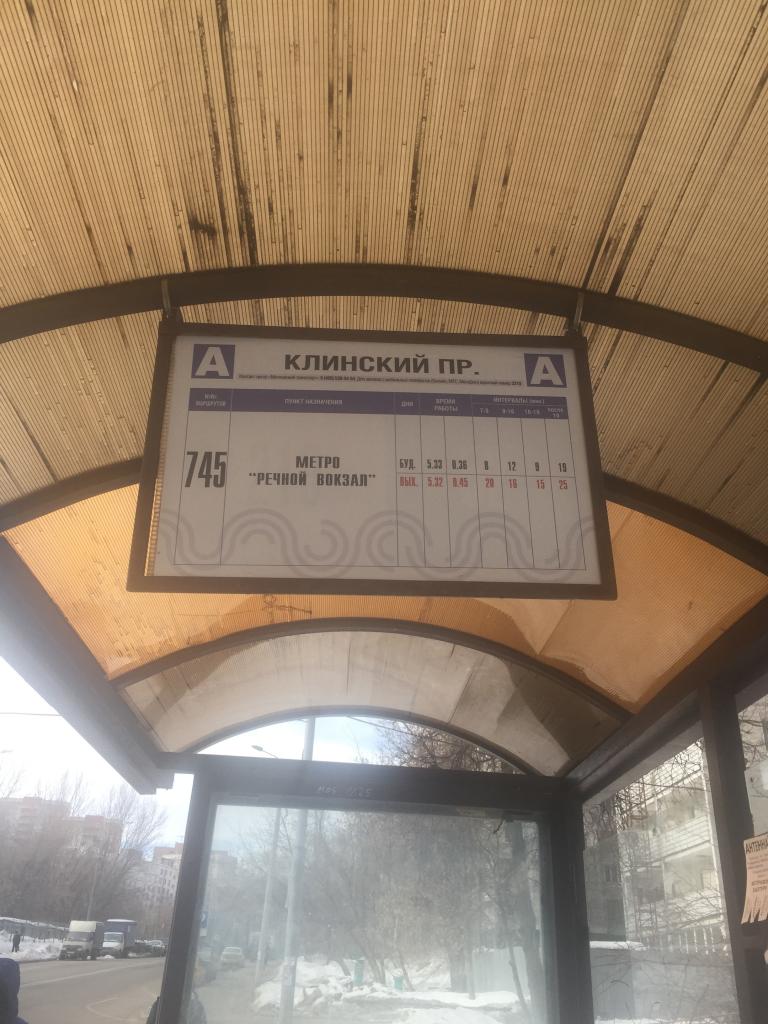 А КЛИНСКИЙ ПР. А
№№ МАРШРУТОВ ПУНКТ НАЗНАЧЕНИЯ ДНИ ВРЕМЯ РАБОТЫ ИНТЕРВАЛЫ (мин.)
7-9 9-16 16-19 ПОСЛЕ 19
745 МЕТРО
"РЕЧНОЙ ВОКЗАЛ"
БУД. 5.33 0.36 8 12 9 19
ВЫХ. 5.32 0.45 20 16 15 25
АНТЕННА